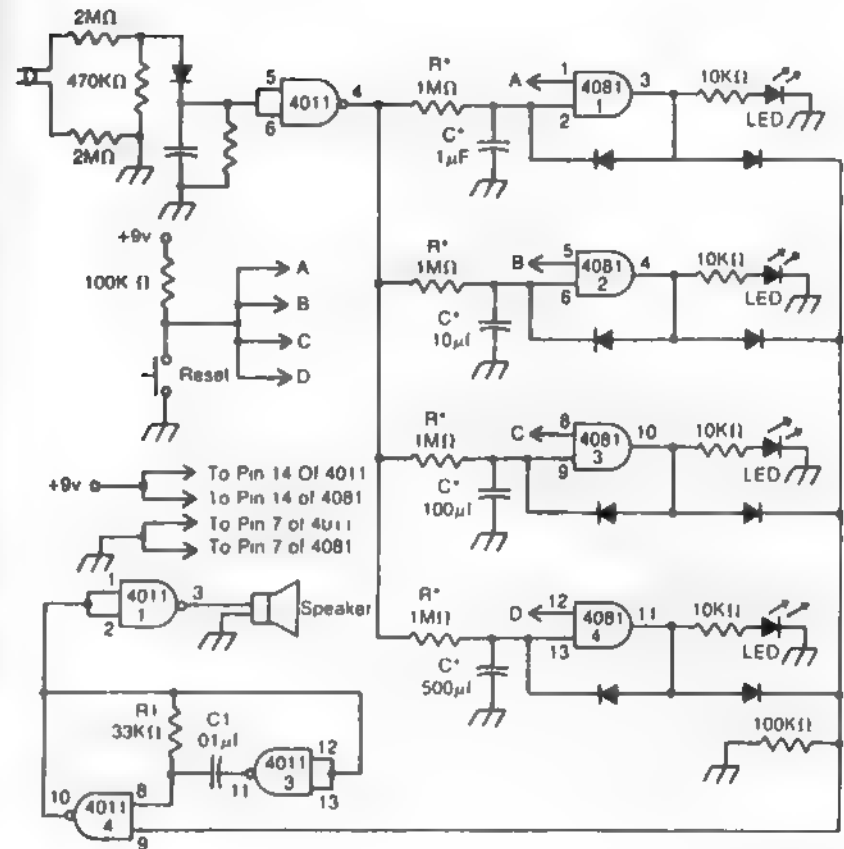 2MΩ
470KΩ
2MΩ
5
6
4011
4
R*
1MΩ
C*
1µF
A
1
2
4081
1
3
10KΩ
LED
+9v
100K Ω
Reset
A
B
C
D
R*
1MΩ
C*
10µf
B
5
6
4081
2
4
10KΩ
LED
R*
1MΩ
C*
100µf
C
8
9
4081
3
10
10KΩ
LED
+9v
To Pin 14 Of 4011
To Pin 14 of 4081
To Pin 7 of 4011
To Pin 7 of 4081
R*
1MΩ
C*
500µf
D
12
13
4081
4
11
10KΩ
LED
100KΩ
1
2
4011
1
3
Speaker
R1
33KΩ
C1
01µf
11
4011
3
12
13
10
4011
4
8
9